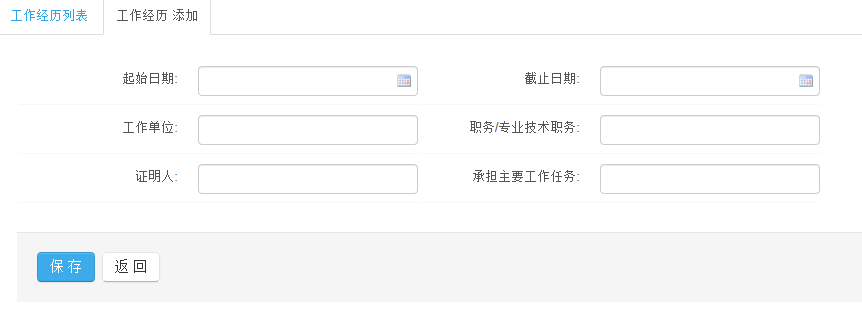 工作经历列表 工作经历 添加
起始日期: 截止日期:
工作单位: 职务/专业技术职务:
证明人: 承担主要工作任务:
保 存 返 回